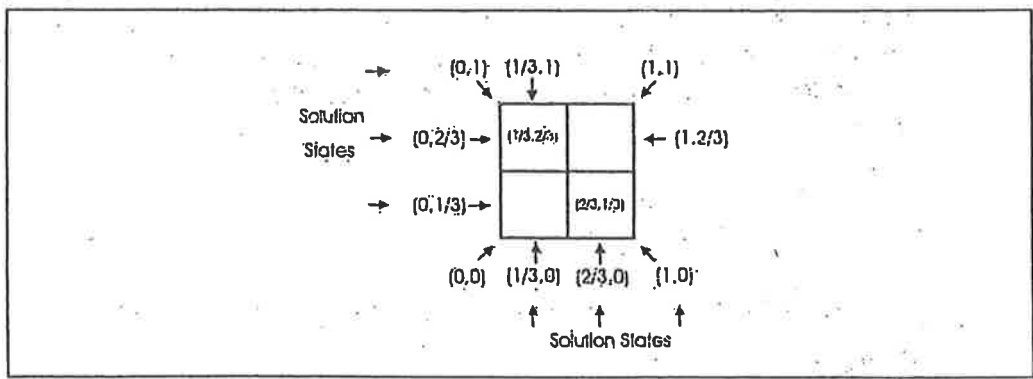 (0,1) (1/3,1) (1,1)
Solution
States
(0,2/3) (1/3,2/3) (1,2/3)
(0,1/3) (2/3,1/3)
(0,0) (1/3,0) (2/3,0) (1,0)
Solution States